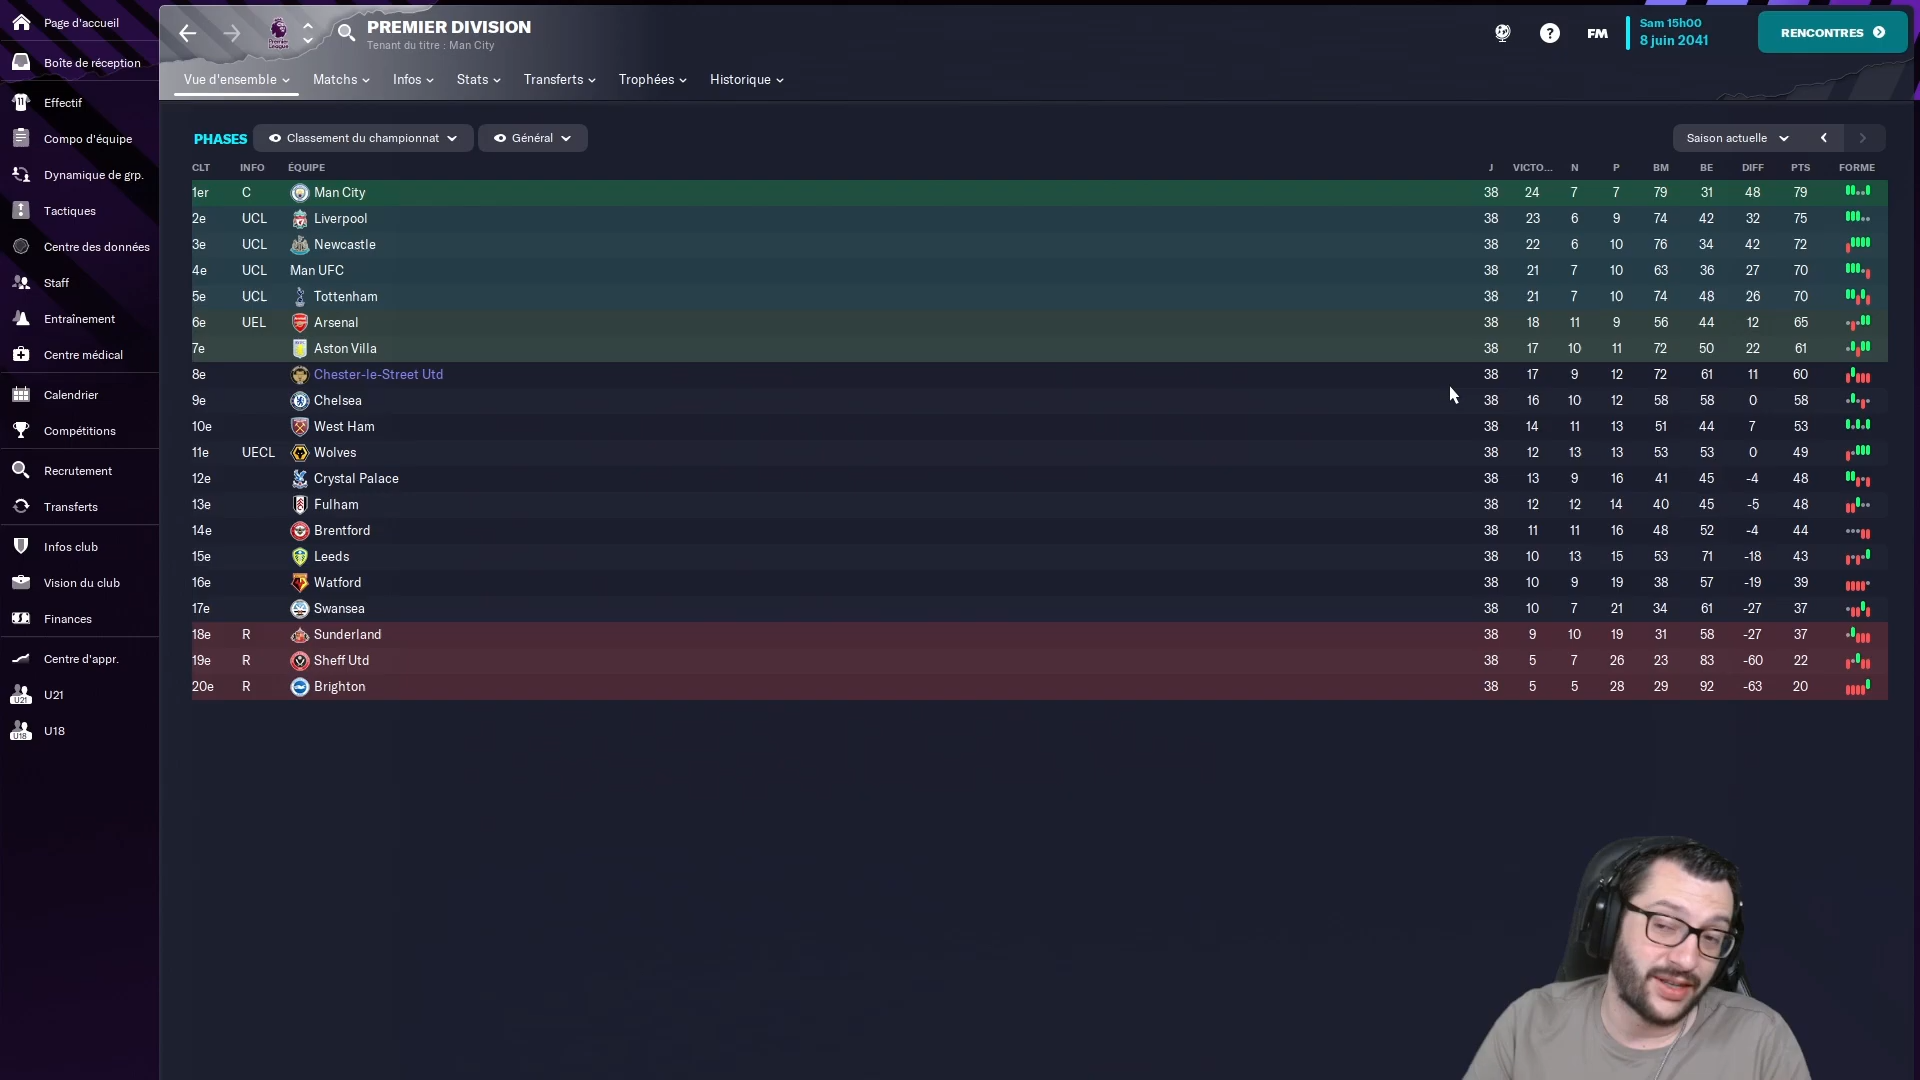 Page d'accueil
Boîte de réception
Effectif
Compo d'équipe
Dynamique de grp.
Tactiques
Centre des données
Staff
Entraînement
Centre médical
Calendrier
Compétitions
Recrutement
Transferts
Infos club
Vision du club
Finances
Centre d'appr.
U21 U21
U18 U18
PREMIER DIVISION
Tenant du titre : Man City
FM
Sam 15h00
8 juin 2041
RENCONTRES
Vue d'ensemble Matchs Infos Stats Transferts Trophées Historique
PHASES Classement du championnat Général Saison actuelle
CLT INFO ÉQUIPE J VICTO... N P BM BE DIFF PTS FORME
1er C Man City 38 24 7 7 79 31 48 79
2e UCL Liverpool 38 23 6 9 74 42 32 75
3e UCL Newcastle 38 22 6 10 76 34 42 72
4e UCL Man UFC 38 21 7 10 63 36 27 70
5e UCL Tottenham 38 21 7 10 74 48 26 70
6e UEL Arsenal 38 18 11 9 56 44 12 65
7e Aston Villa 38 17 10 11 72 50 22 61
8e Chester-le-Street Utd 38 17 9 12 72 61 11 60
9e Chelsea 38 16 10 12 58 58 0 58
10e West Ham 38 14 11 13 51 44 7 53
11e UECL Wolves 38 12 13 13 53 53 0 49
12e Crystal Palace 38 13 9 16 41 45 -4 48
13e Fulham 38 12 12 14 40 45 -5 48
14e Brentford 38 11 11 16 48 52 -4 44
15e Leeds 38 10 13 15 53 71 -18 43
16e Watford 38 10 9 19 38 57 -19 39
17e Swansea 38 10 7 21 34 61 -27 37
18e R Sunderland 38 9 10 19 31 58 -27 37
19e R Sheff Utd 38 5 7 26 23 83 -60 22
20e R Brighton 38 5 5 28 29 92 -63 20